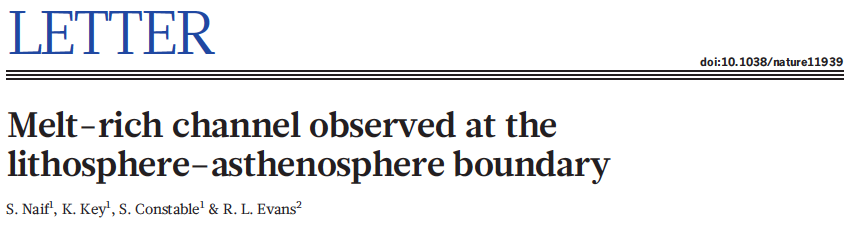 LETTER
doi:10.1038/nature11939
Melt-rich channel observed at the
lithosphere–asthenosphere boundary
S. Naif¹, K. Key¹, S. Constable¹ & R. L. Evans²